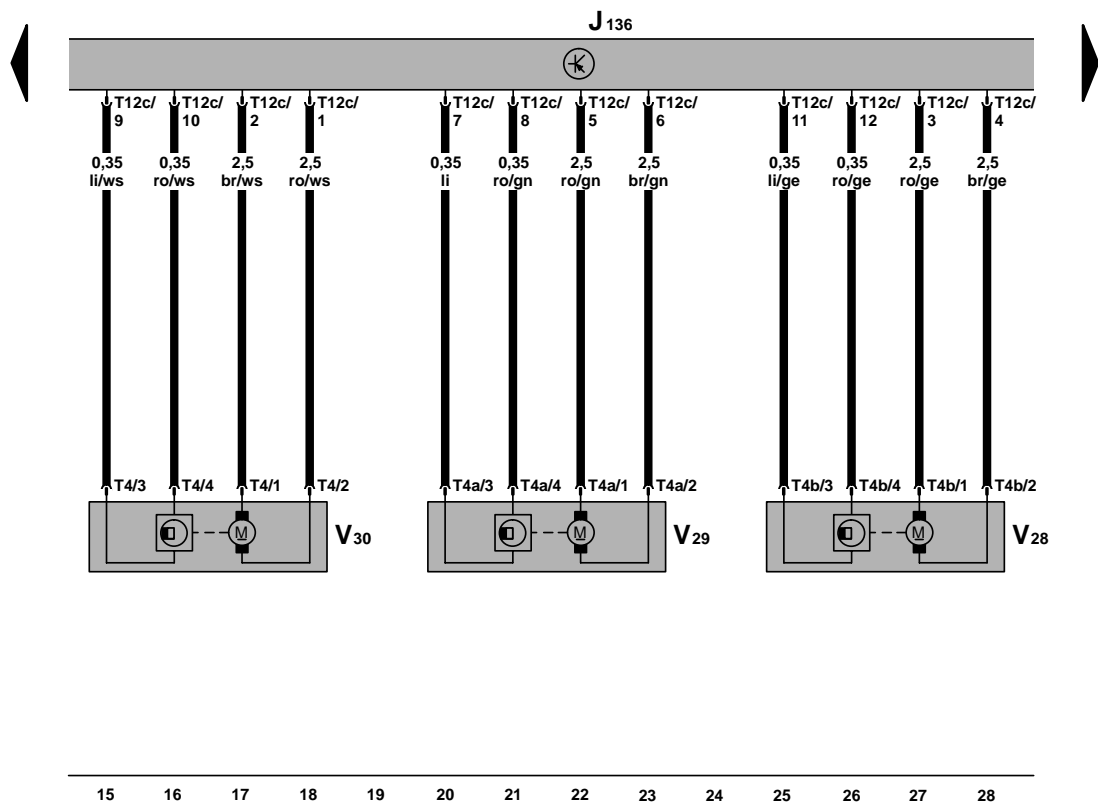 J 136
T12c/ T12c/ T12c/ T12c/ T12c/ T12c/ T12c/ T12c/ T12c/ T12c/ T12c/ T12c/
9 10 2 1 7 8 5 6 11 12 3 4
0,35 0,35 2,5 2,5 0,35 0,35 2,5 2,5 0,35 0,35 2,5 2,5
li/ws ro/ws br/ws ro/ws li ro/gn ro/gn br/gn li/ge ro/ge ro/ge br/ge
T4/3 T4/4 T4/1 T4/2 T4a/3 T4a/4 T4a/1 T4a/2 T4b/3 T4b/4 T4b/1 T4b/2
M V30 M V29 M V28
15 16 17 18 19 20 21 22 23 24 25 26 27 28